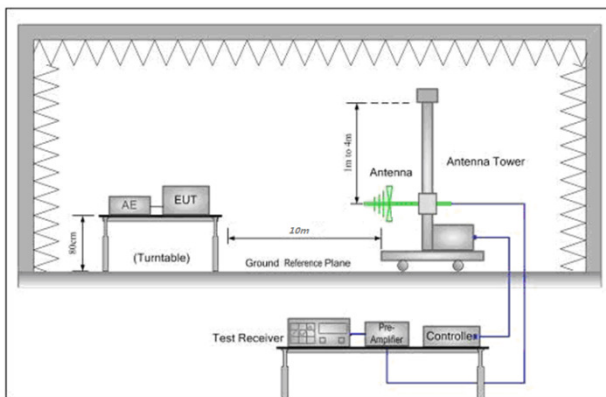 1m to 4m
Antenna
Antenna Tower
AE
EUT
80cm
(Turntable)
10m
Ground Reference Plane
Test Receiver
Pre-
Amplifier
Controller